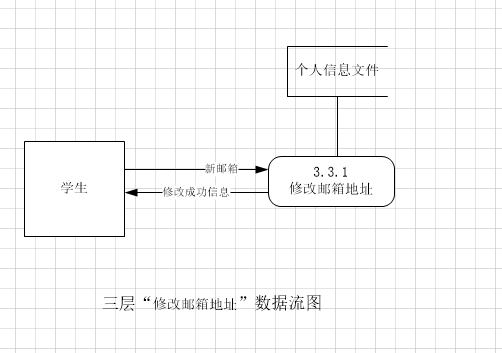 个人信息文件
新邮箱
3.3.1
修改邮箱地址
学生
修改成功信息
三层“修改邮箱地址”数据流图